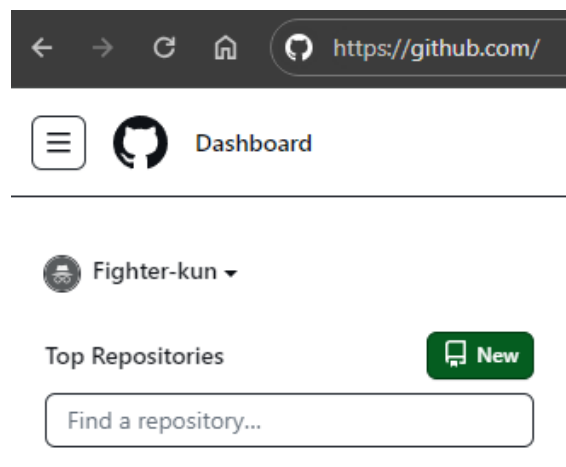 https://github.com/
Dashboard
Fighter-kun
Top Repositories
New
Find a repository...